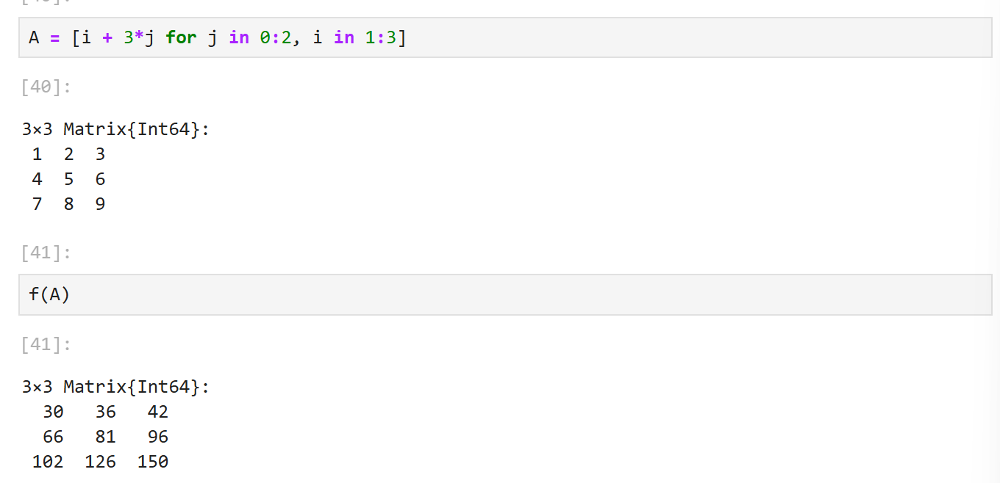 A = [i + 3*j for j in 0:2, i in 1:3]
[40]:
3×3 Matrix{Int64}:
1 2 3
4 5 6
7 8 9
[41]:
f(A)
[41]:
3×3 Matrix{Int64}:
30 36 42
66 81 96
102 126 150